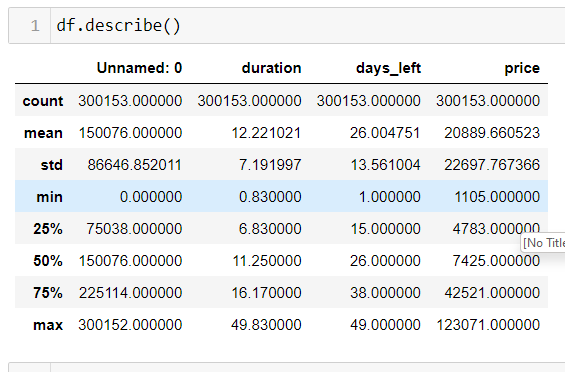 1 df.describe()
Unnamed: 0 duration days_left price
count 300153.000000 300153.000000 300153.000000 300153.000000
mean 150076.000000 12.221021 26.004751 20889.660523
std 86646.852011 7.191997 13.561004 22697.767366
min 0.000000 0.830000 1.000000 1105.000000
25% 75038.000000 6.830000 15.000000 4783.000000
[No Title
50% 150076.000000 11.250000 26.000000 7425.000000
75% 225114.000000 16.170000 38.000000 42521.000000
max 300152.000000 49.830000 49.000000 123071.000000